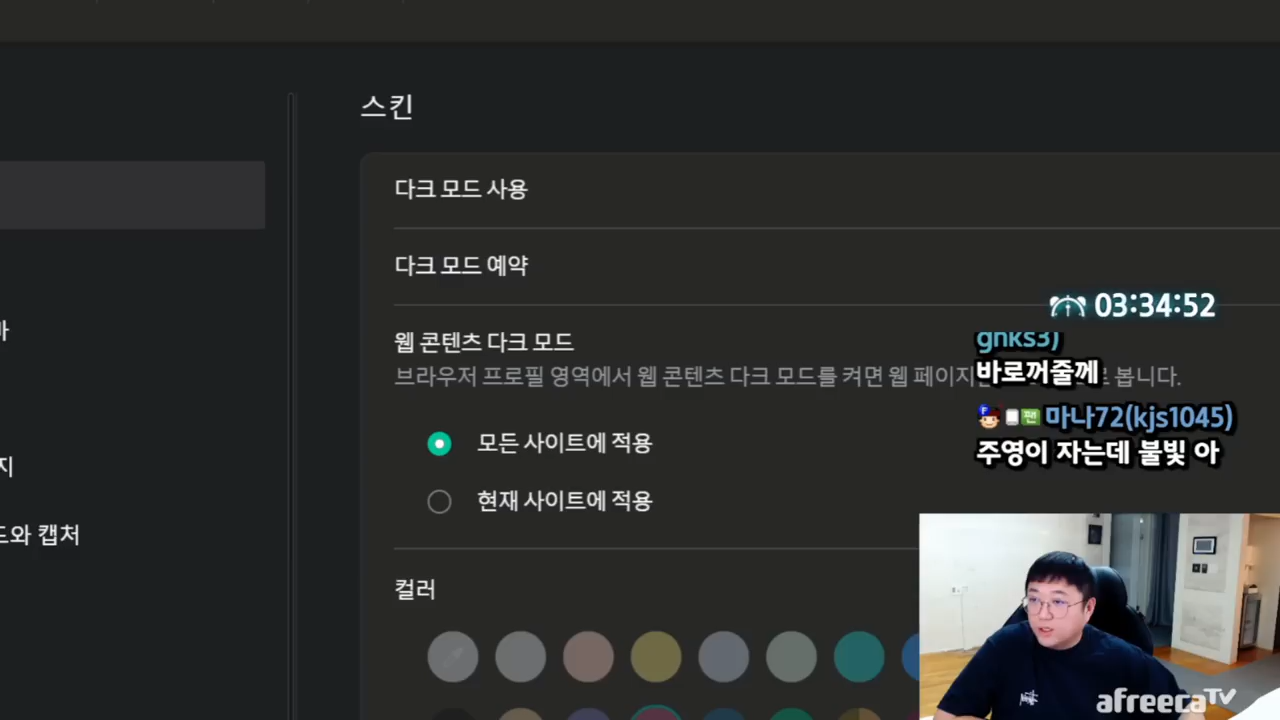 스킨
다크 모드 사용
다크 모드 예약
03:34:52
웹 콘텐츠 다크 모드
브라우저 프로필 영역에서 웹 콘텐츠 다크 모드를 켜면 웹 페이지 봅니다.
gnks3)
바로꺼줄께
마나72(kjs1045)
주영이 자는데 불빛 아
모든 사이트에 적용
현재 사이트에 적용
와 캡처
컬러
afreecaTV